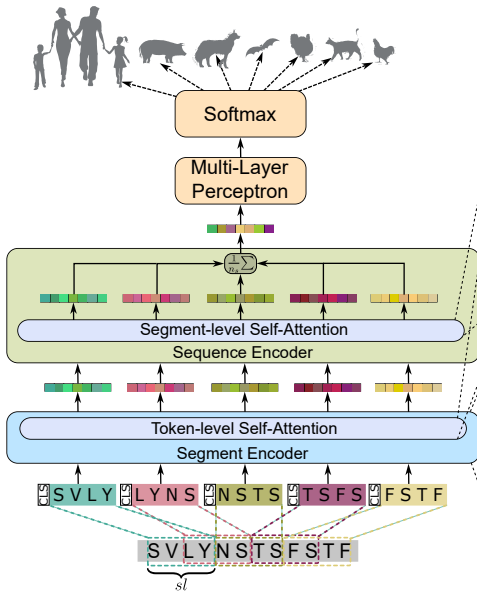 Softmax
Multi-Layer
Perceptron
1/n_s ∑
Segment-level Self-Attention
Sequence Encoder
Token-level Self-Attention
Segment Encoder
CLS S V L Y CLS L Y N S CLS N S T S CLS T S F S CLS F S T F
S V L Y N S T S F S T F
sl